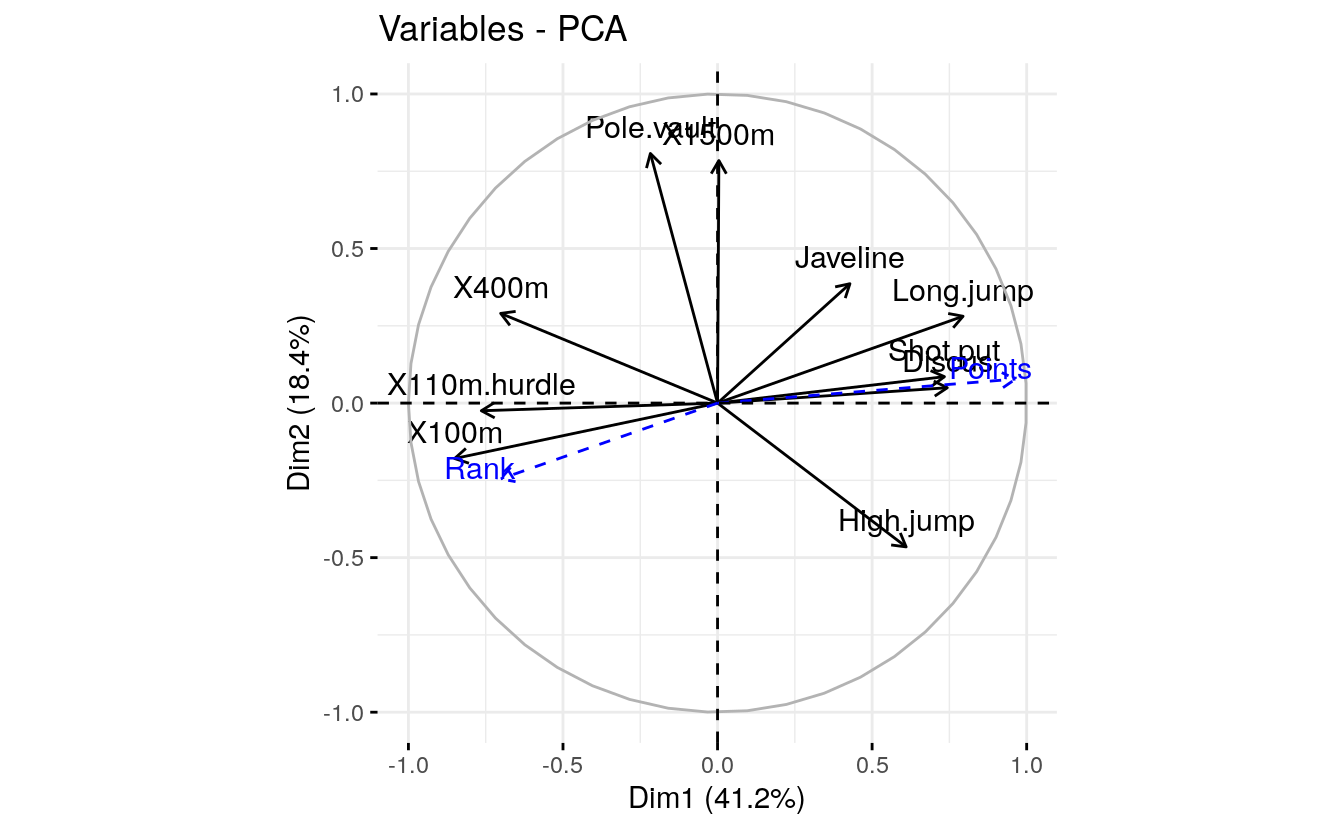 Variables - PCA
1.0
Pole.vault
X1500m
0.5
Javeline
X400m
Long.jump
Shot.put
Discus
Points
X110m.hurdle
0.0
X100m
Rank
High.jump
-0.5
-1.0
-1.0 -0.5 0.0 0.5 1.0
Dim1 (41.2%)
Dim2 (18.4%)